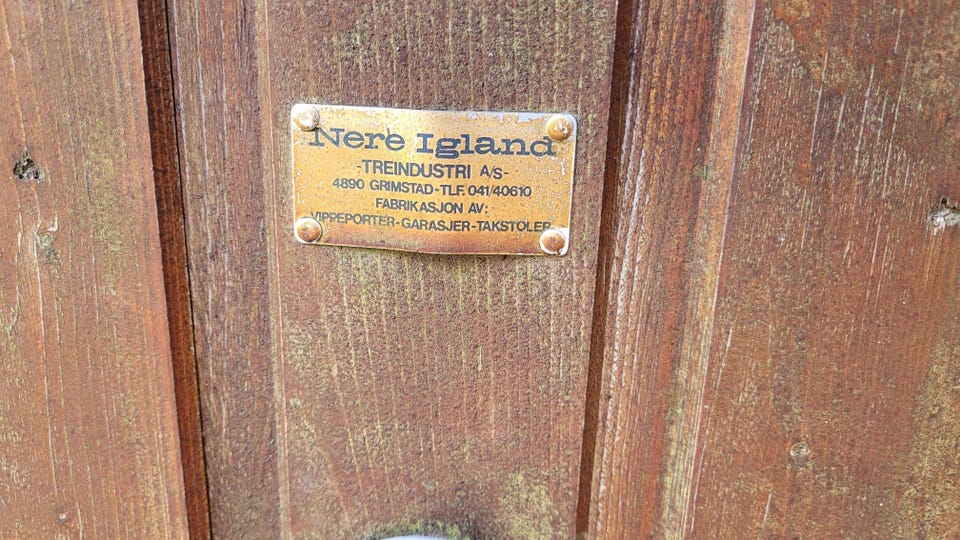 Nere Igland
-TREINDUSTRI A/S-
4890 GRIMSTAD-TLF. 041/40610
FABRIKASJON AV:
VIPPEPORTER-GARASJER-TAKSTOLER